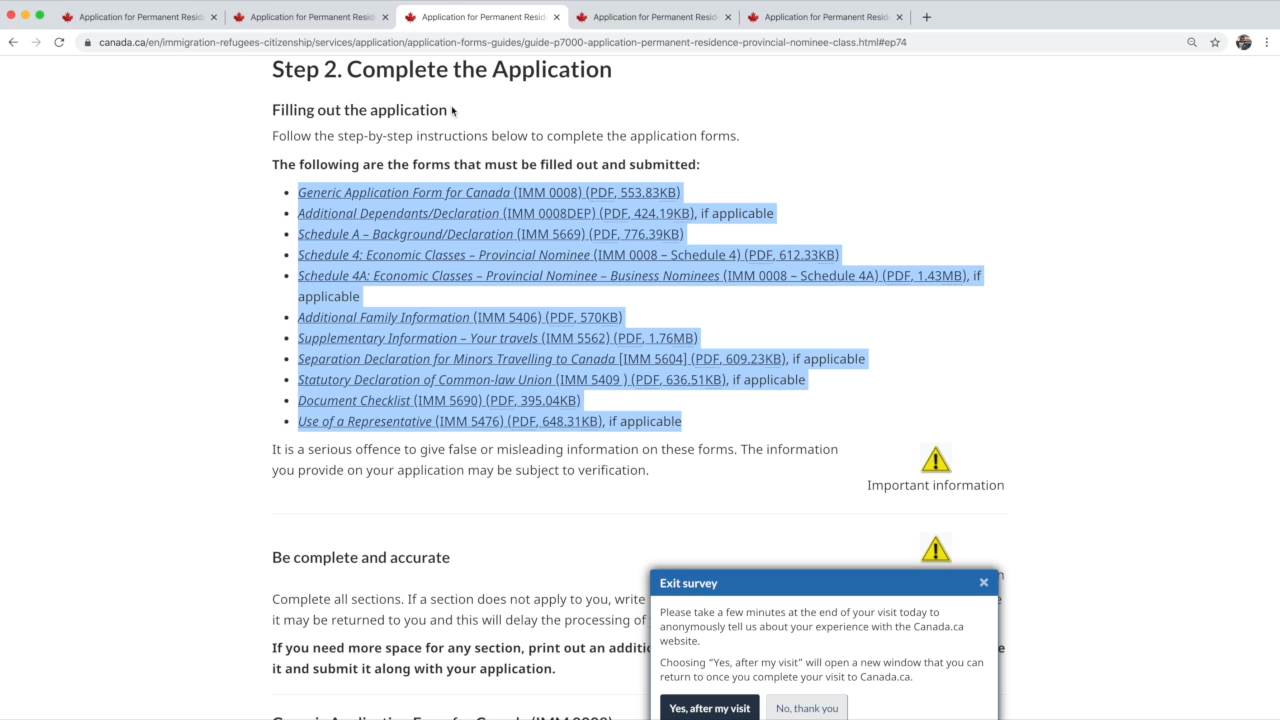 Application for Permanent Resid
Application for Permanent Resid
Application for Permanent Resid
Application for Permanent Resid
Application for Permanent Resid
canada.ca/en/immigration-refugees-citizenship/services/application/application-forms-guides/guide-p7000-application-permanent-residence-provincial-nominee-class.html#ep74
Step 2. Complete the Application
Filling out the application
Follow the step-by-step instructions below to complete the application forms.
The following are the forms that must be filled out and submitted:
• Generic Application Form for Canada (IMM 0008) (PDF, 553.83KB)
• Additional Dependants/Declaration (IMM 0008DEP) (PDF, 424.19KB), if applicable
• Schedule A – Background/Declaration (IMM 5669) (PDF, 776.39KB)
• Schedule 4: Economic Classes – Provincial Nominee (IMM 0008 – Schedule 4) (PDF, 612.33KB)
• Schedule 4A: Economic Classes – Provincial Nominee – Business Nominees (IMM 0008 – Schedule 4A) (PDF, 1.43MB), if
applicable
• Additional Family Information (IMM 5406) (PDF, 570KB)
• Supplementary Information – Your travels (IMM 5562) (PDF, 1.76MB)
• Separation Declaration for Minors Travelling to Canada [IMM 5604] (PDF, 609.23KB), if applicable
• Statutory Declaration of Common-law Union (IMM 5409 ) (PDF, 636.51KB), if applicable
• Document Checklist (IMM 5690) (PDF, 395.04KB)
• Use of a Representative (IMM 5476) (PDF, 648.31KB), if applicable
It is a serious offence to give false or misleading information on these forms. The information
you provide on your application may be subject to verification.
Important information
Be complete and accurate
Complete all sections. If a section does not apply to you, write
it may be returned to you and this will delay the processing of
If you need more space for any section, print out an additi
it and submit it along with your application.
Exit survey
Please take a few minutes at the end of your visit today to
anonymously tell us about your experience with the Canada.ca
website.
Choosing “Yes, after my visit” will open a new window that you can
return to once you complete your visit to Canada.ca.
Yes, after my visit
No, thank you
Generic Application Form for Canada (IMM 0008)